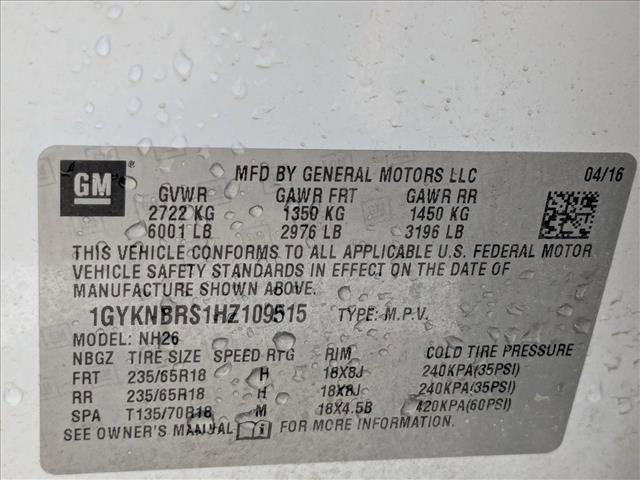 GM MFD BY GENERAL MOTORS LLC 04/16
GVWR GAWR FRT GAWR RR
2722 KG 1350 KG 1450 KG
6001 LB 2976 LB 3196 LB
THIS VEHICLE CONFORMS TO ALL APPLICABLE U.S. FEDERAL MOTOR
VEHICLE SAFETY STANDARDS IN EFFECT ON THE DATE OF
MANUFACTURE SHOWN ABOVE.
1GYKNBRS1HZ109515 TYPE: M.P.V.
MODEL: NH26
NBGZ TIRE SIZE SPEED RTG RIM COLD TIRE PRESSURE
FRT 235/65R18 H 18X8J 240KPA(35PSI)
RR 235/65R18 H 18X8J 240KPA(35PSI)
SPA T135/70R18 M 18X4.5B 420KPA(60PSI)
SEE OWNER'S MANUAL FOR MORE INFORMATION.